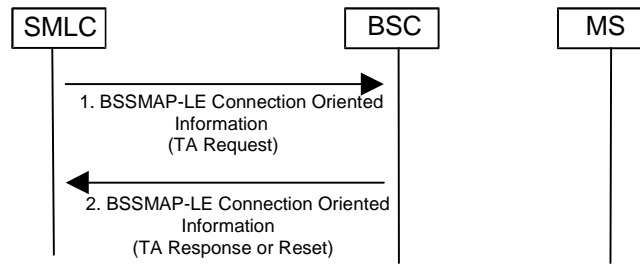 SMLC
BSC
MS
1. BSSMAP-LE Connection Oriented
Information
(TA Request)
2. BSSMAP-LE Connection Oriented
Information
(TA Response or Reset)